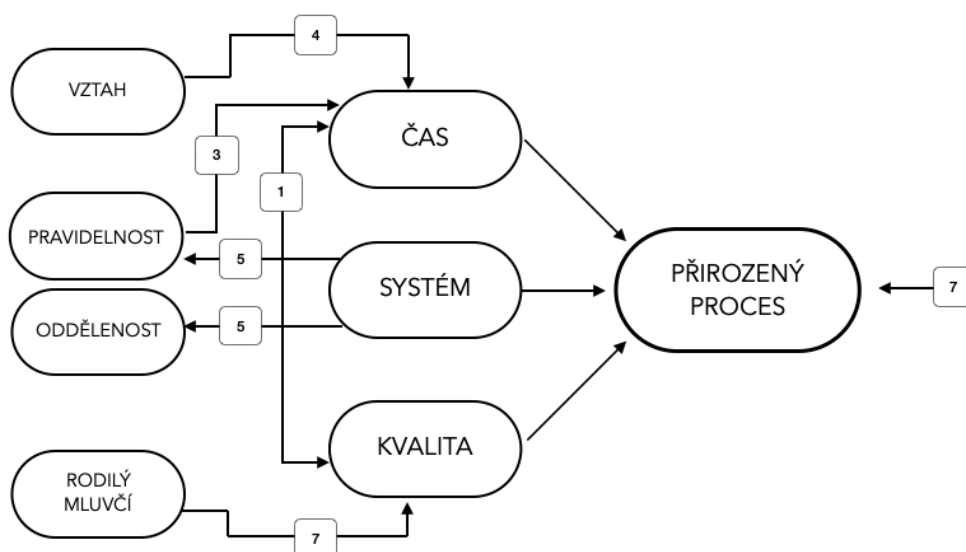 4
VZTAH
ČAS
3
1
PRAVIDELNOST
5
SYSTÉM
PŘIROZENÝ
PROCES
7
5
ODDĚLENOST
KVALITA
RODILÝ
MLUVČÍ
7